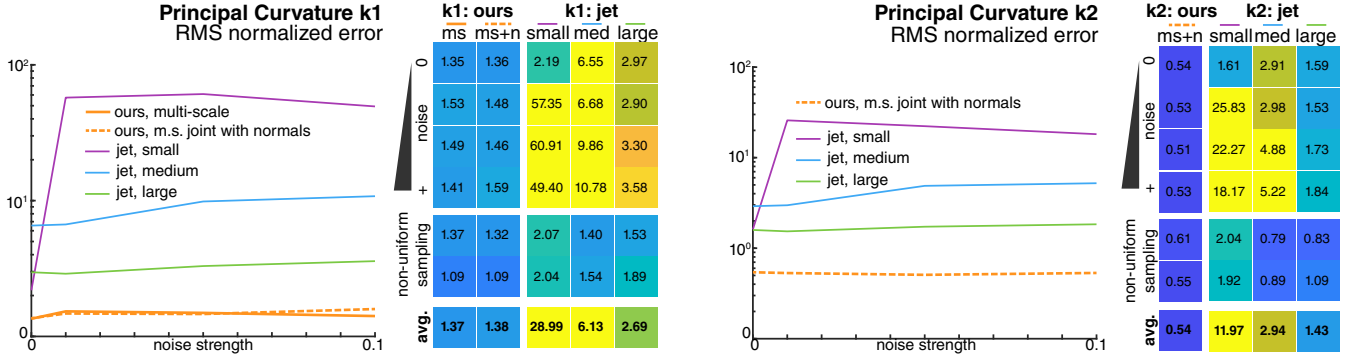 Principal Curvature k1
RMS normalized error
10²
10¹
0
0
noise strength
0.1
ours, multi-scale
ours, m.s. joint with normals
jet, small
jet, medium
jet, large
k1: ours k1: jet
ms ms+n small med large
0 noise +
1.35 1.36 2.19 6.55 2.97
1.53 1.48 57.35 6.68 2.90
1.49 1.46 60.91 9.86 3.30
1.41 1.59 49.40 10.78 3.58
non-uniform
sampling
1.37 1.32 2.07 1.40 1.53
1.09 1.09 2.04 1.54 1.89
avg. 1.37 1.38 28.99 6.13 2.69
Principal Curvature k2
RMS normalized error
10²
10¹
10⁰
0
0
noise strength
0.1
ours, m.s. joint with normals
jet, small
jet, medium
jet, large
k2: ours k2: jet
ms+n small med large
0 noise +
0.54 1.61 2.91 1.59
0.53 25.83 2.98 1.53
0.51 22.27 4.88 1.73
0.53 18.17 5.22 1.84
non-uniform
sampling
0.61 2.04 0.79 0.83
0.55 1.92 0.89 1.09
avg. 0.54 11.97 2.94 1.43